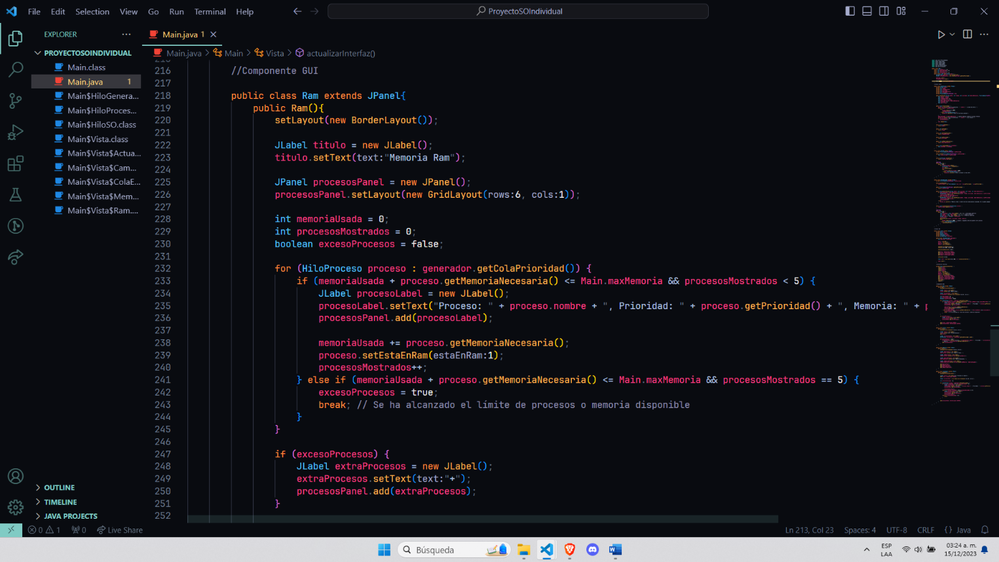 File Edit Selection View Go Run Terminal Help
ProyectoSOIndividual
EXPLORER
Main.java 1
PROYECTOSOINDIVIDUAL
Main.java > Main > Vista > actualizarInterfaz()
Main.class
Main.java 1
Main$HiloGenera...
Main$HiloProces...
Main$HiloSO.class
Main$Vista.class
Main$Vista$Actua...
Main$Vista$Cam...
Main$Vista$ColaE...
Main$Vista$Mem...
Main$Vista$Ram....
216 //Componente GUI
217
218 public class Ram extends JPanel{
219 public Ram(){
220 setLayout(new BorderLayout());
221
222 JLabel titulo = new JLabel();
223 titulo.setText(text:"Memoria Ram");
224
225 JPanel procesosPanel = new JPanel();
226 procesosPanel.setLayout(new GridLayout(rows:6, cols:1));
227
228 int memoriaUsada = 0;
229 int procesosMostrados = 0;
230 boolean excesoProcesos = false;
231
232 for (HiloProceso proceso : generador.getColaPrioridad()) {
233 if (memoriaUsada + proceso.getMemoriaNecesaria() <= Main.maxMemoria && procesosMostrados < 5) {
234 JLabel procesoLabel = new JLabel();
235 procesoLabel.setText("Proceso: " + proceso.nombre + ", Prioridad: " + proceso.getPrioridad() + ", Memoria: " + p
236 procesosPanel.add(procesoLabel);
237
238 memoriaUsada += proceso.getMemoriaNecesaria();
239 proceso.setEstaEnRam(estaEnRam:1);
240 procesosMostrados++;
241 } else if (memoriaUsada + proceso.getMemoriaNecesaria() <= Main.maxMemoria && procesosMostrados == 5) {
242 excesoProcesos = true;
243 break; // Se ha alcanzado el límite de procesos o memoria disponible
244 }
245 }
246
247 if (excesoProcesos) {
248 JLabel extraProcesos = new JLabel();
249 extraProcesos.setText(text:"+");
250 procesosPanel.add(extraProcesos);
251 }
252
OUTLINE
TIMELINE
JAVA PROJECTS
0 1 0 Live Share
Ln 213, Col 23 Spaces: 4 UTF-8 CRLF {} Java
Búsqueda
ESP
LAA
03:24 a. m.
15/12/2023